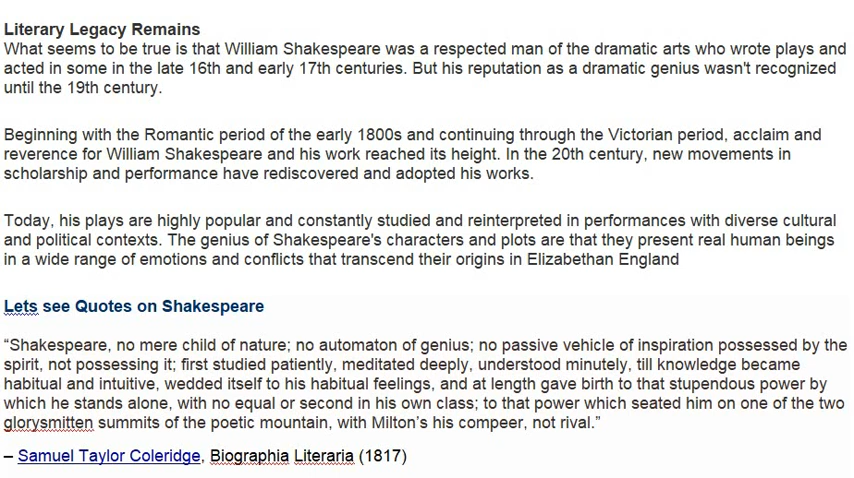 Literary Legacy Remains
What seems to be true is that William Shakespeare was a respected man of the dramatic arts who wrote plays and
acted in some in the late 16th and early 17th centuries. But his reputation as a dramatic genius wasn't recognized
until the 19th century.
Beginning with the Romantic period of the early 1800s and continuing through the Victorian period, acclaim and
reverence for William Shakespeare and his work reached its height. In the 20th century, new movements in
scholarship and performance have rediscovered and adopted his works.
Today, his plays are highly popular and constantly studied and reinterpreted in performances with diverse cultural
and political contexts. The genius of Shakespeare's characters and plots are that they present real human beings
in a wide range of emotions and conflicts that transcend their origins in Elizabethan England
Lets see Quotes on Shakespeare
“Shakespeare, no mere child of nature; no automaton of genius; no passive vehicle of inspiration possessed by the
spirit, not possessing it; first studied patiently, meditated deeply, understood minutely, till knowledge became
habitual and intuitive, wedded itself to his habitual feelings, and at length gave birth to that stupendous power by
which he stands alone, with no equal or second in his own class; to that power which seated him on one of the two
glorysmitten summits of the poetic mountain, with Milton’s his compeer, not rival.”
– Samuel Taylor Coleridge, Biographia Literaria (1817)